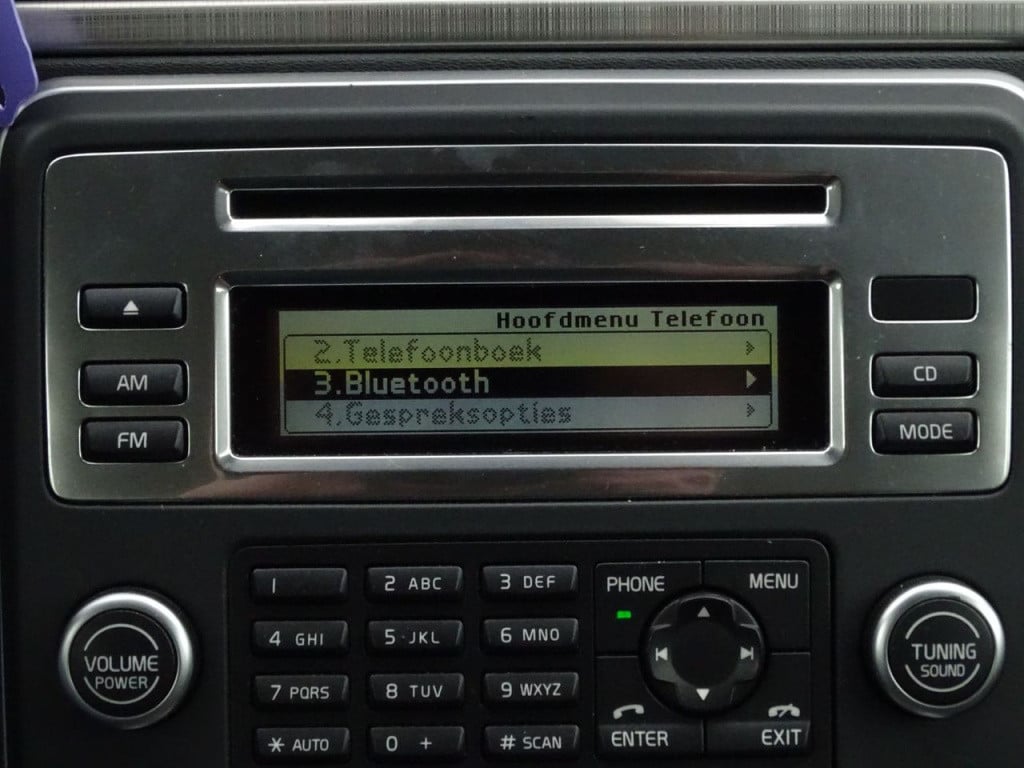 Hoofdmenu Telefoon
2.Telefoonboek
AM
3.Bluetooth
CD
4.Gespreksopties
FM
MODE
1
2 ABC
3 DEF
PHONE
MENU
4 GHI
5 JKL
6 MNO
VOLUME
POWER
TUNING
SOUND
7 PQRS
8 TUV
9 WXYZ
* AUTO
0 +
# SCAN
ENTER
EXIT